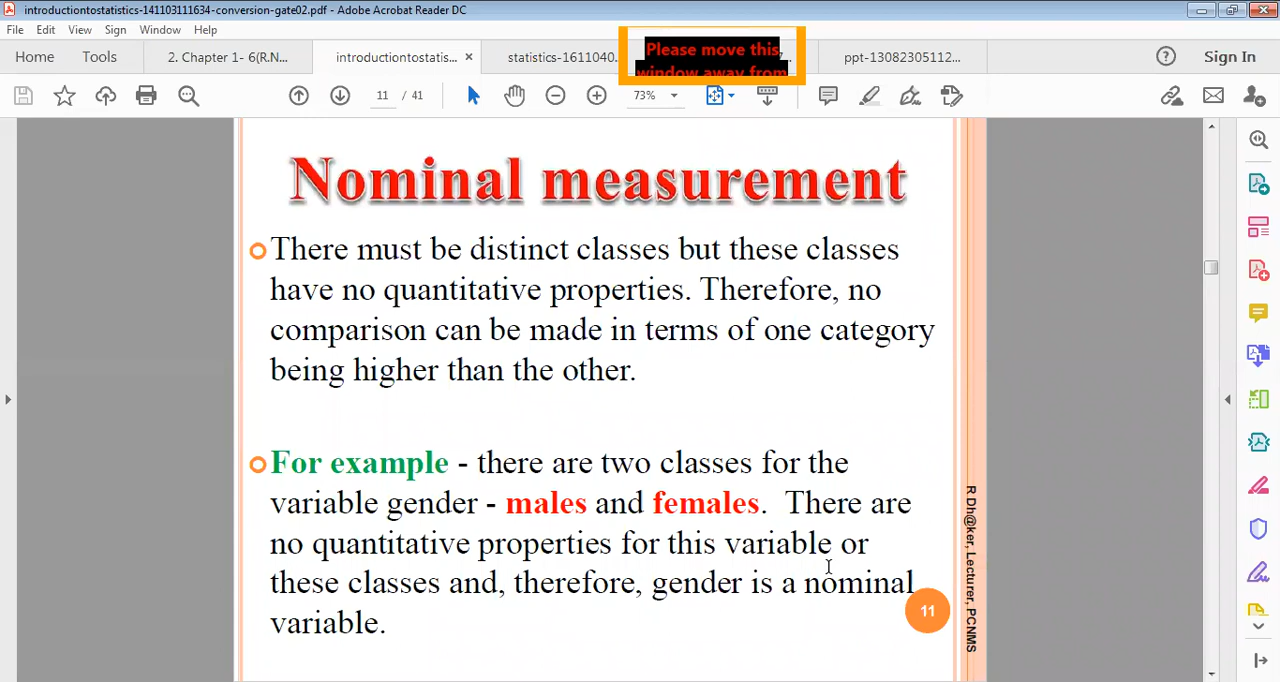 introductiontostatistics-141103111634-conversion-gate02.pdf - Adobe Acrobat Reader DC
File Edit View Sign Window Help
Home Tools 2. Chapter 1- 6(R.N... introductiontostatis... × statistics-1611040... ppt-13082305112... Sign In
Please move this
window away from
11 / 41 73%
Nominal measurement
There must be distinct classes but these classes
have no quantitative properties. Therefore, no
comparison can be made in terms of one category
being higher than the other.
For example - there are two classes for the
variable gender - males and females. There are
no quantitative properties for this variable or
these classes and, therefore, gender is a nominal
variable.
11
R Dh@ker, Lecturer, PCNMS